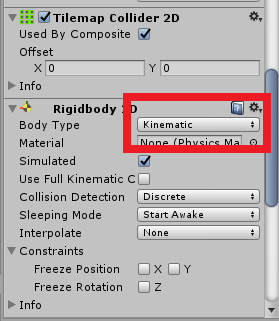 Tilemap Collider 2D
Used By Composite
Offset
X 0 Y 0
Info
Rigidbody 2D
Body Type Kinematic
Material None (Physics Ma
Simulated
Use Full Kinematic C
Collision Detection Discrete
Sleeping Mode Start Awake
Interpolate None
Constraints
Freeze Position X Y
Freeze Rotation Z
Info